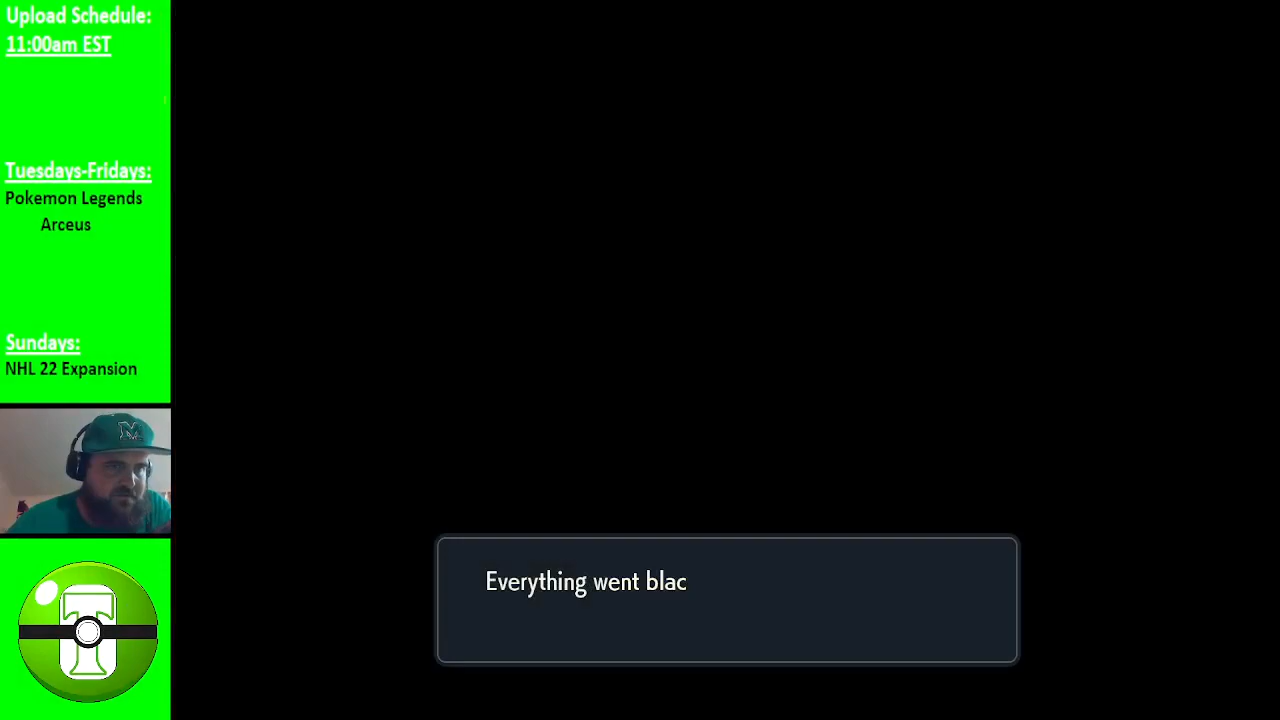 Upload Schedule:
11:00am EST
Tuesdays-Fridays:
Pokemon Legends
Arceus
Sundays:
NHL 22 Expansion
M
T
Everything went blac